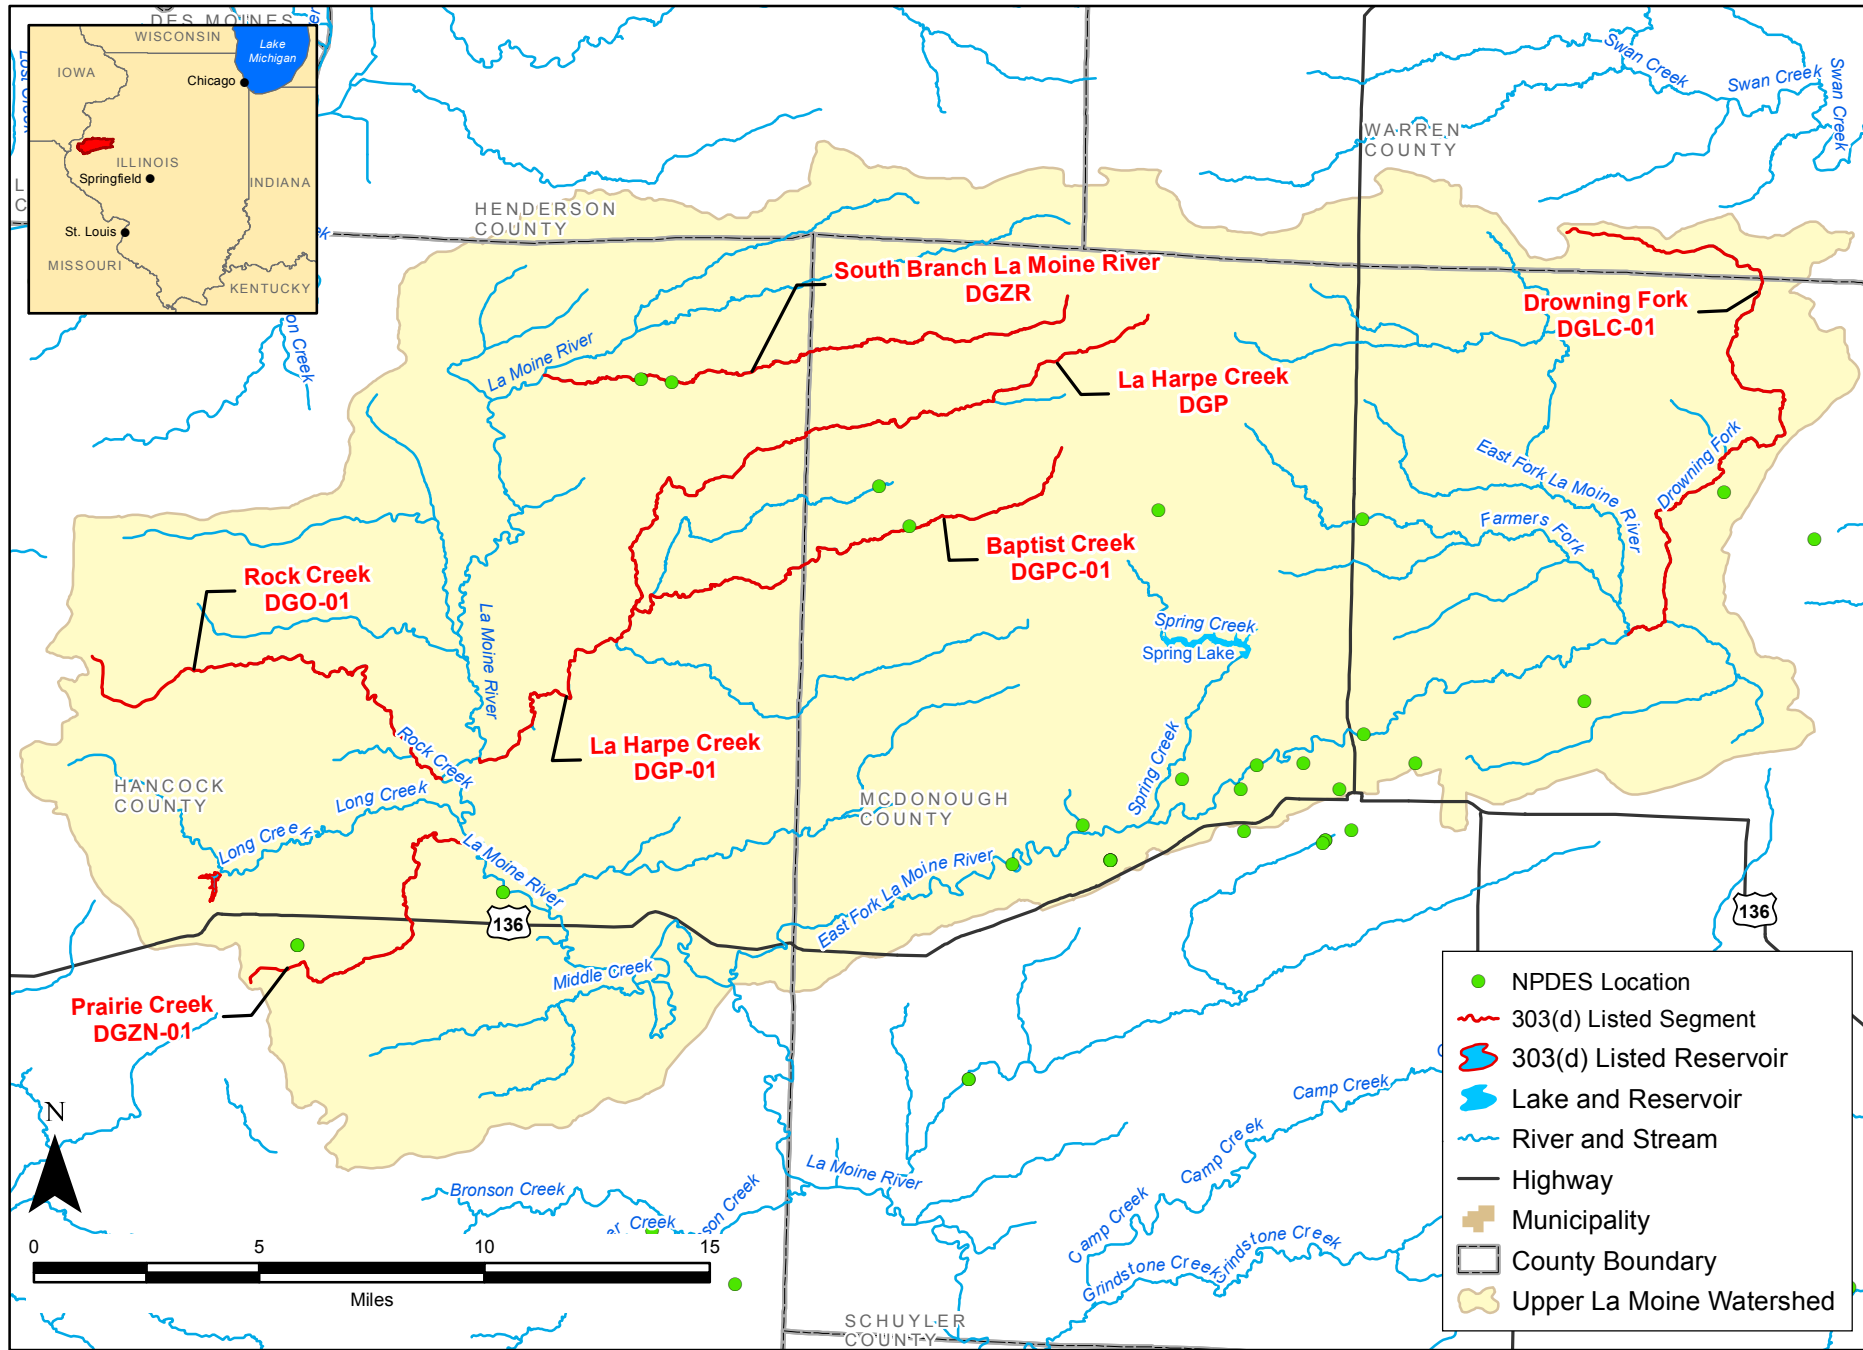 DES MOINES
WISCONSIN
Lake
Michigan
IOWA
Chicago
ILLINOIS
Springfield
INDIANA
St. Louis
MISSOURI
KENTUCKY
Swan Creek
Swan Creek
Swan Creek
WARREN
COUNTY
HENDERSON
COUNTY
South Branch La Moine River
DGZR
Drowning Fork
DGLC-01
La Moine River
La Harpe Creek
DGP
East Fork La Moine River
Drowning Fork
Farmers Fork
Baptist Creek
DGPC-01
Rock Creek
DGO-01
La Moine River
Spring Creek
Spring Lake
La Harpe Creek
DGP-01
Rock Creek
HANCOCK
COUNTY
Long Creek
Long Creek
Spring Creek
MCDONOUGH
COUNTY
La Moine River
East Fork La Moine River
136
136
Middle Creek
Prairie Creek
DGZN-01
N
Camp Creek
Camp Creek
Camp Creek
La Moine River
Bronson Creek
er Creek
son Creek
Grindstone Creek
Grindstone Creek
0 5 10 15
Miles
SCHUYLER
COUNTY
NPDES Location
303(d) Listed Segment
303(d) Listed Reservoir
Lake and Reservoir
River and Stream
Highway
Municipality
County Boundary
Upper La Moine Watershed